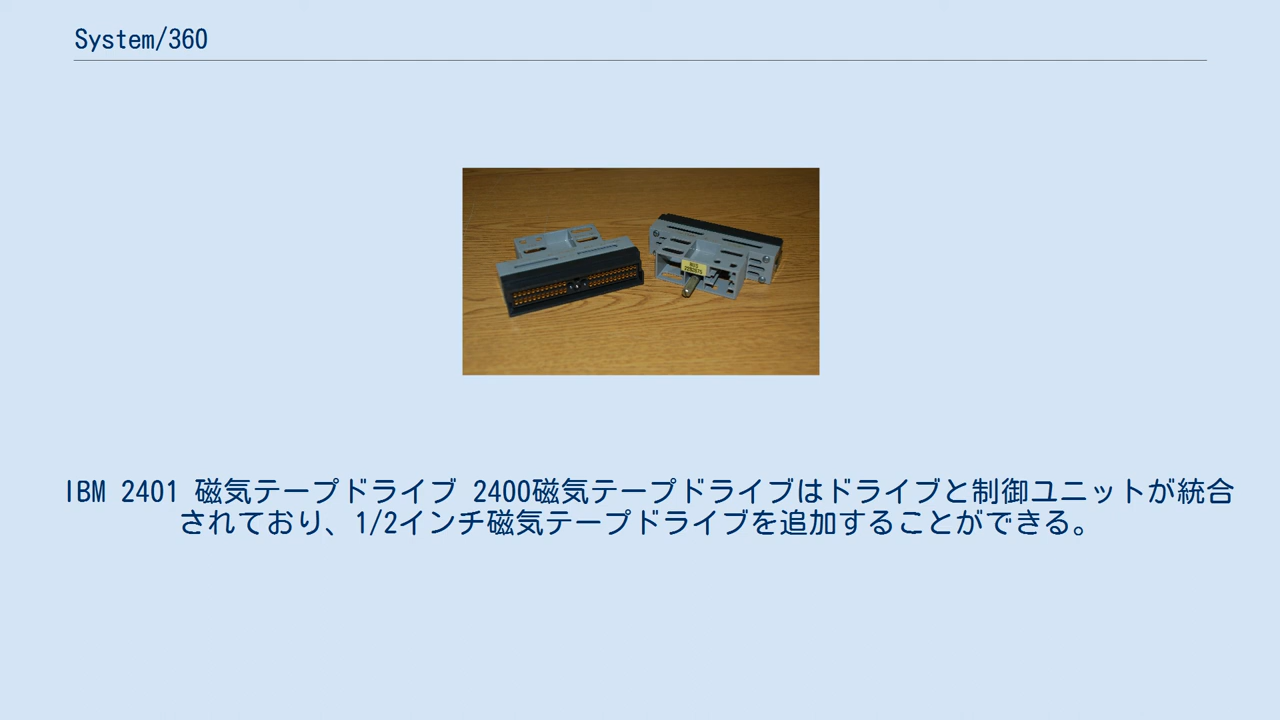 System/360
IBM 2401 磁気テープドライブ 2400磁気テープドライブはドライブと制御ユニットが統合
されており、1/2インチ磁気テープドライブを追加することができる。